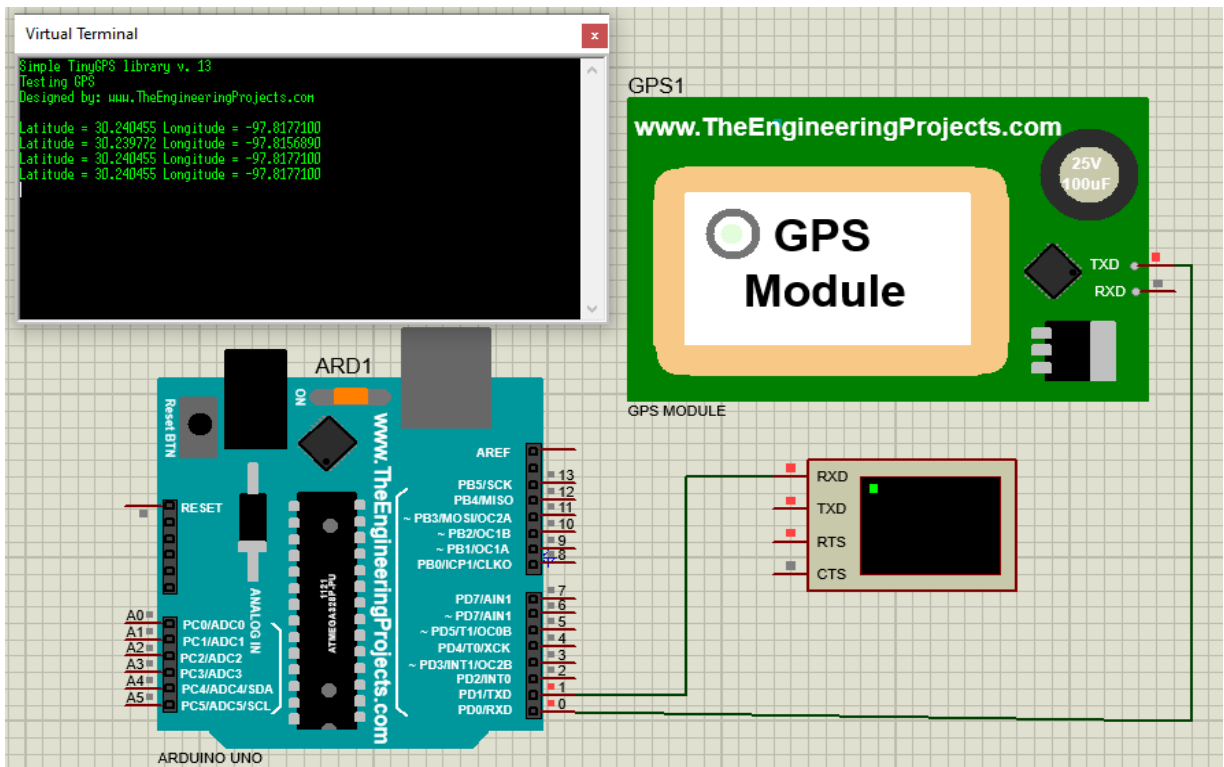 Virtual Terminal
x
Simple TinyGPS library v. 13
Testing GPS
Designed by: www.TheEngineeringProjects.com
Latitude = 30.240455 Longitude = -97.8177100
Latitude = 30.239772 Longitude = -97.8156890
Latitude = 30.240455 Longitude = -97.8177100
Latitude = 30.240455 Longitude = -97.8177100
GPS1
www.TheEngineeringProjects.com
25V
100uF
GPS
Module
TXD
RXD
GPS MODULE
ARD1
ON
Reset BTN
www.TheEngineeringProjects.com
RESET
ANALOG IN
1121
ATMEGA328P-PU
A0 PC0/ADC0
A1 PC1/ADC1
A2 PC2/ADC2
A3 PC3/ADC3
A4 PC4/ADC4/SDA
A5 PC5/ADC5/SCL
AREF
PB5/SCK 13
PB4/MISO 12
~ PB3/MOSI/OC2A 11
~ PB2/OC1B 10
~ PB1/OC1A 9
PB0/ICP1/CLKO 8
PD7/AIN1 7
~ PD7/AIN1 6
~ PD5/T1/OC0B 5
PD4/T0/XCK 4
~ PD3/INT1/OC2B 3
PD2/INT0 2
PD1/TXD 1
PD0/RXD 0
ARDUINO UNO
RXD
TXD
RTS
CTS